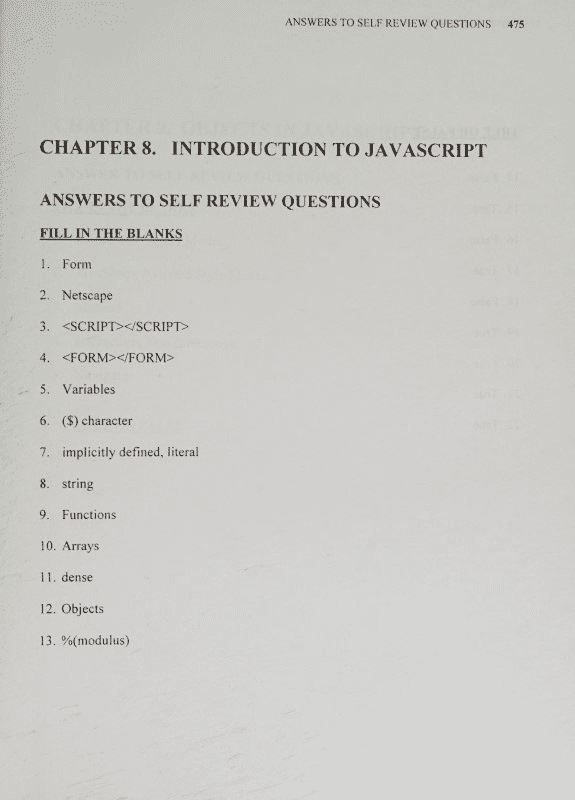 ANSWERS TO SELF REVIEW QUESTIONS 475
CHAPTER 8. INTRODUCTION TO JAVASCRIPT
ANSWERS TO SELF REVIEW QUESTIONS
FILL IN THE BLANKS
1. Form
2. Netscape
3. <SCRIPT></SCRIPT>
4. <FORM></FORM>
5. Variables
6. ($) character
7. implicitly defined, literal
8. string
9. Functions
10. Arrays
11. dense
12. Objects
13. %(modulus)